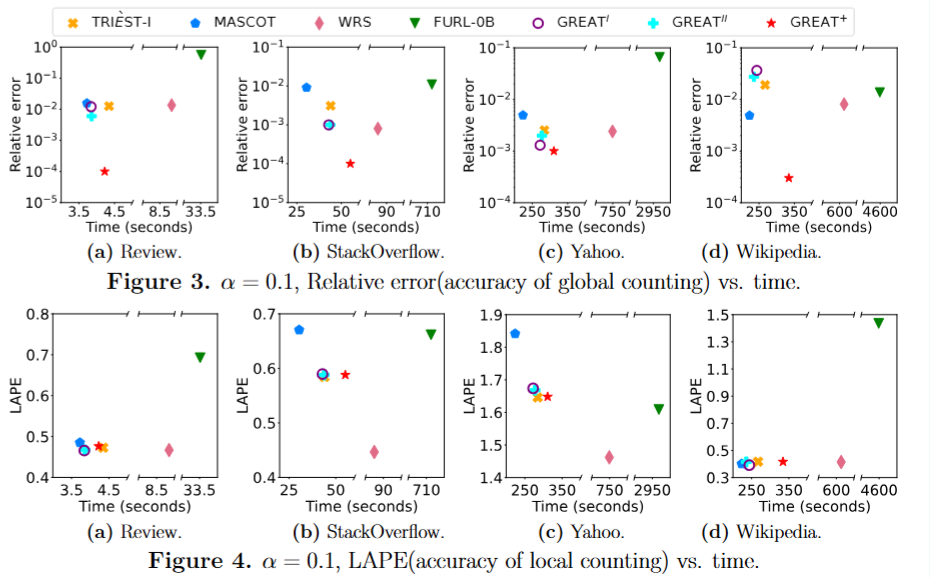 TRIÈST-I MASCOT WRS FURL-0B GREAT^I GREAT^II GREAT^+
10^0
10^-1
10^-2
10^-3
10^-4
10^-5
Relative error
3.5 4.5 8.5 33.5
Time (seconds)
(a) Review.
10^-1
10^-2
10^-3
10^-4
10^-5
Relative error
25 50 90 710
Time (seconds)
(b) StackOverflow.
10^-1
10^-2
10^-3
10^-4
Relative error
250 350 750 2950
Time (seconds)
(c) Yahoo.
10^-1
10^-2
10^-3
10^-4
Relative error
250 350 600 4600
Time (seconds)
(d) Wikipedia.
Figure 3. α = 0.1, Relative error(accuracy of global counting) vs. time.
0.8
0.7
0.6
0.5
0.4
LAPE
3.5 4.5 8.5 33.5
Time (seconds)
(a) Review.
0.7
0.6
0.5
0.4
LAPE
25 50 90 710
Time (seconds)
(b) StackOverflow.
1.9
1.8
1.7
1.6
1.5
1.4
LAPE
250 350 750 2950
Time (seconds)
(c) Yahoo.
1.5
1.3
1.1
0.9
0.7
0.5
0.3
LAPE
250 350 600 4600
Time (seconds)
(d) Wikipedia.
Figure 4. α = 0.1, LAPE(accuracy of local counting) vs. time.